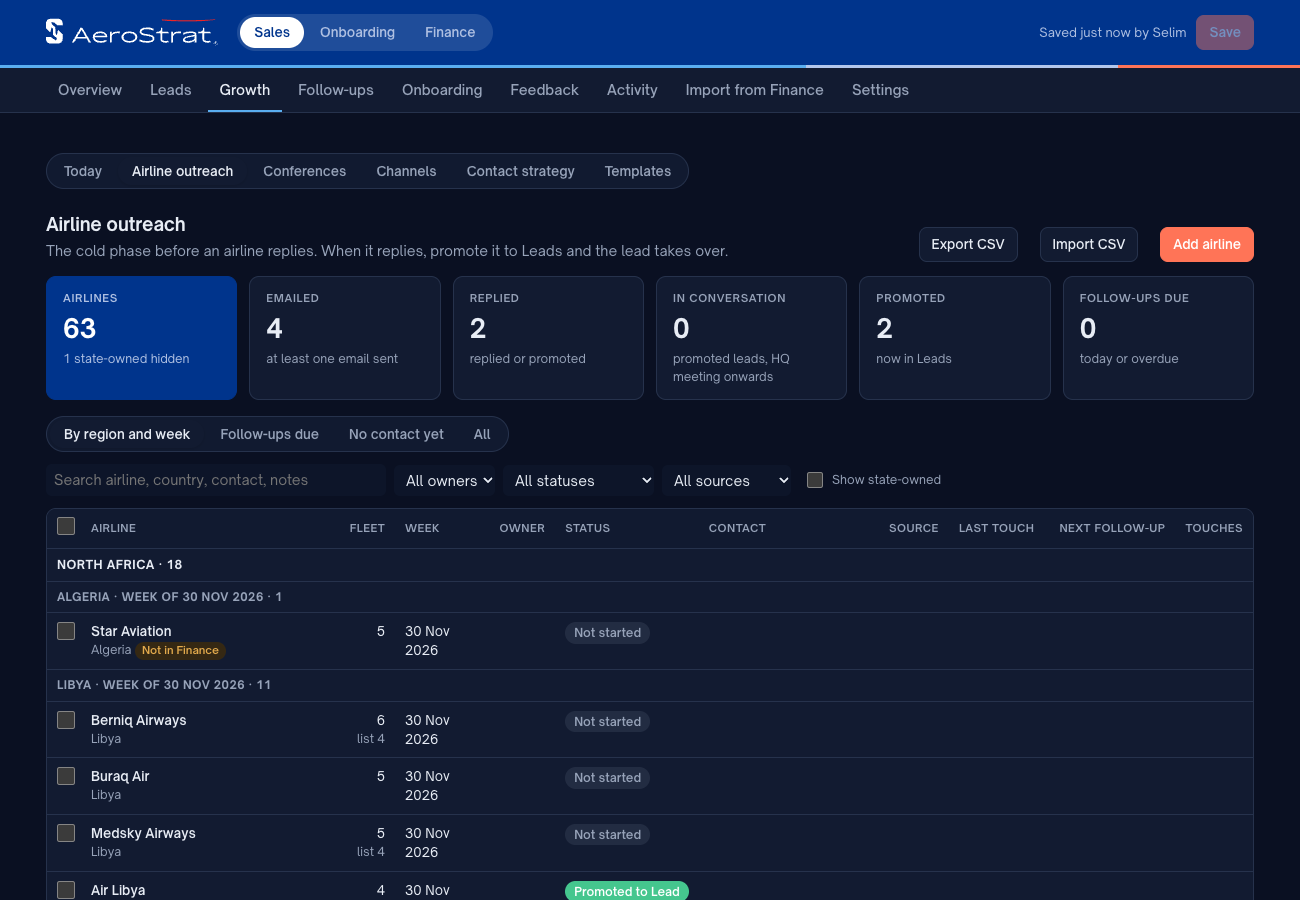 AeroStrat
Sales Onboarding Finance
Saved just now by Selim
Save
Overview Leads Growth Follow-ups Onboarding Feedback Activity Import from Finance Settings
Today Airline outreach Conferences Channels Contact strategy Templates
Airline outreach
The cold phase before an airline replies. When it replies, promote it to Leads and the lead takes over.
Export CSV Import CSV Add airline
AIRLINES
63
1 state-owned hidden
EMAILED
4
at least one email sent
REPLIED
2
replied or promoted
IN CONVERSATION
0
promoted leads, HQ
meeting onwards
PROMOTED
2
now in Leads
FOLLOW-UPS DUE
0
today or overdue
By region and week Follow-ups due No contact yet All
Search airline, country, contact, notes All owners All statuses All sources Show state-owned
AIRLINE FLEET WEEK OWNER STATUS CONTACT SOURCE LAST TOUCH NEXT FOLLOW-UP TOUCHES
NORTH AFRICA · 18
ALGERIA · WEEK OF 30 NOV 2026 · 1
Star Aviation 5 30 Nov Not started
Algeria Not in Finance 2026
LIBYA · WEEK OF 30 NOV 2026 · 11
Berniq Airways 6 30 Nov Not started
Libya list 4 2026
Buraq Air 5 30 Nov Not started
Libya 2026
Medsky Airways 5 30 Nov Not started
Libya list 4 2026
Air Libya 4 30 Nov Promoted to Lead